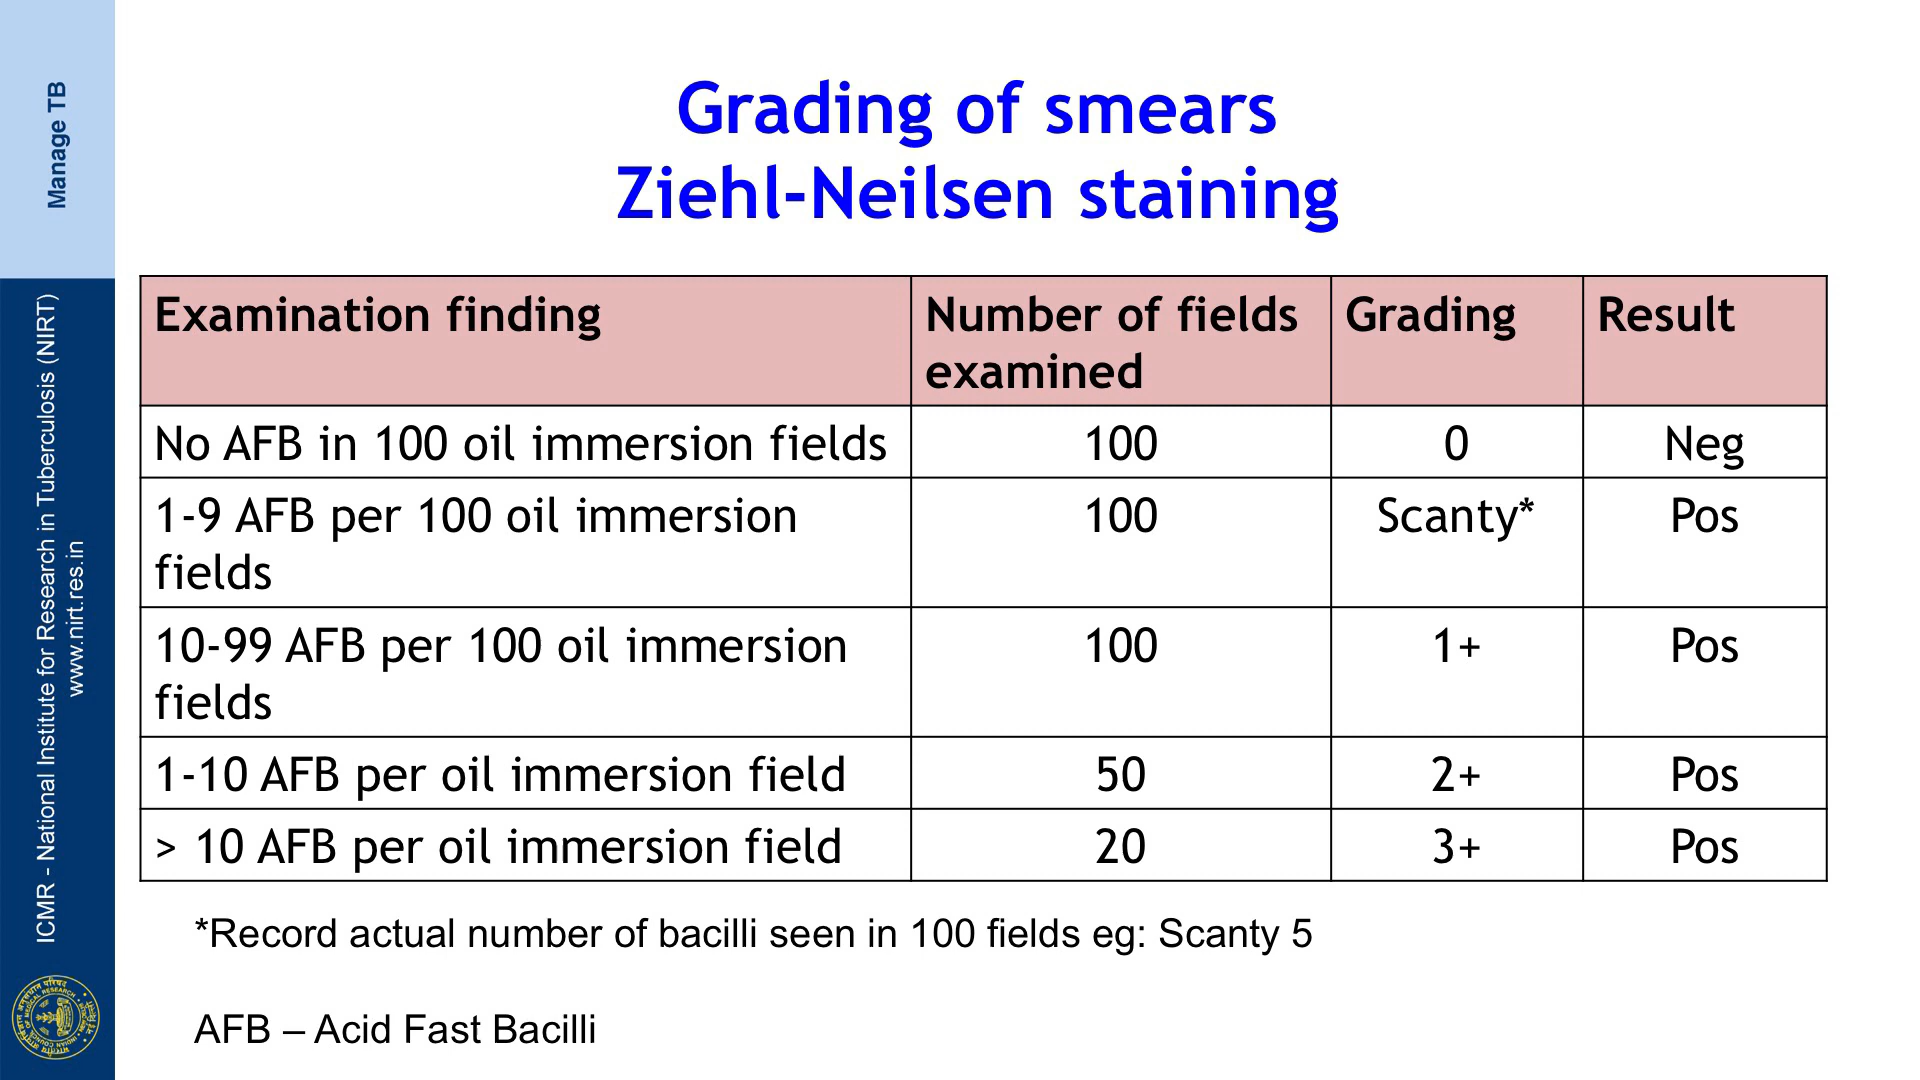 Manage TB
ICMR - National Institute for Research in Tuberculosis (NIRT)
www.nirt.res.in
Grading of smears
Ziehl-Neilsen staining
Examination finding
Number of fields
examined
Grading
Result
No AFB in 100 oil immersion fields
100
0
Neg
1-9 AFB per 100 oil immersion
fields
100
Scanty*
Pos
10-99 AFB per 100 oil immersion
fields
100
1+
Pos
1-10 AFB per oil immersion field
50
2+
Pos
> 10 AFB per oil immersion field
20
3+
Pos
*Record actual number of bacilli seen in 100 fields eg: Scanty 5
AFB – Acid Fast Bacilli